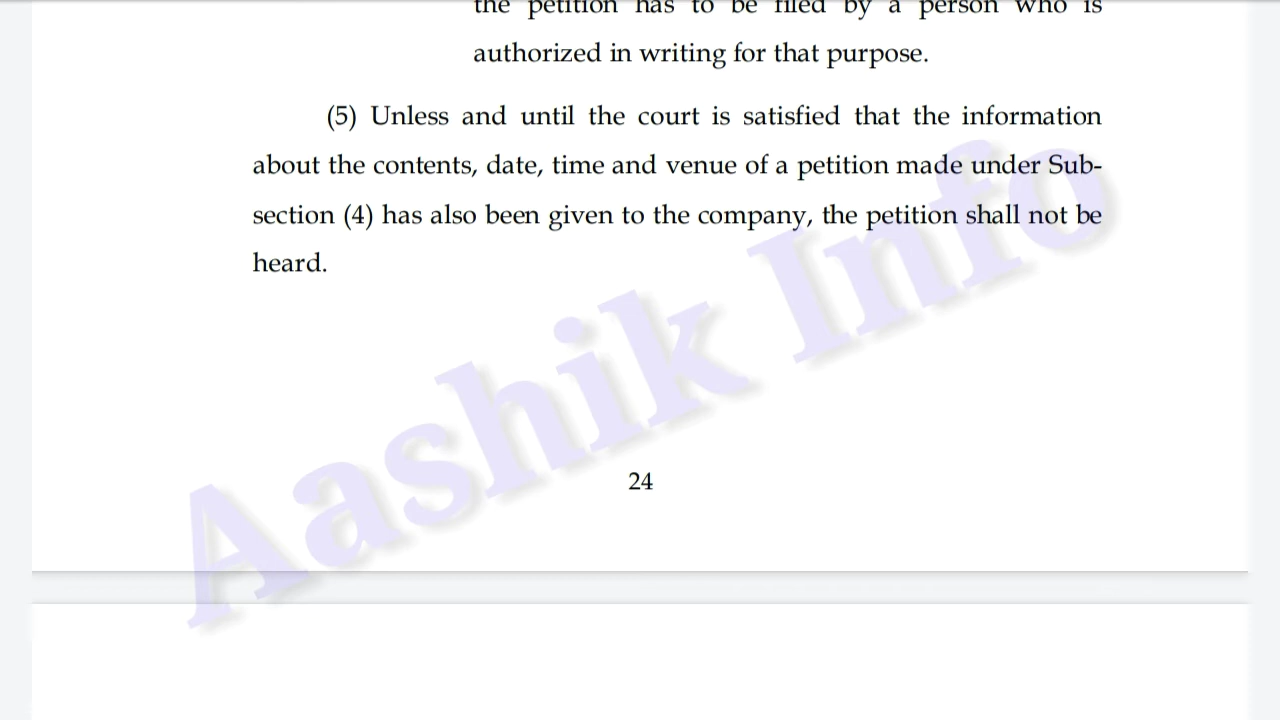 the petition has to be filed by a person who is
authorized in writing for that purpose.
(5) Unless and until the court is satisfied that the information
about the contents, date, time and venue of a petition made under Sub-
section (4) has also been given to the company, the petition shall not be
heard.
Aashik Info
24